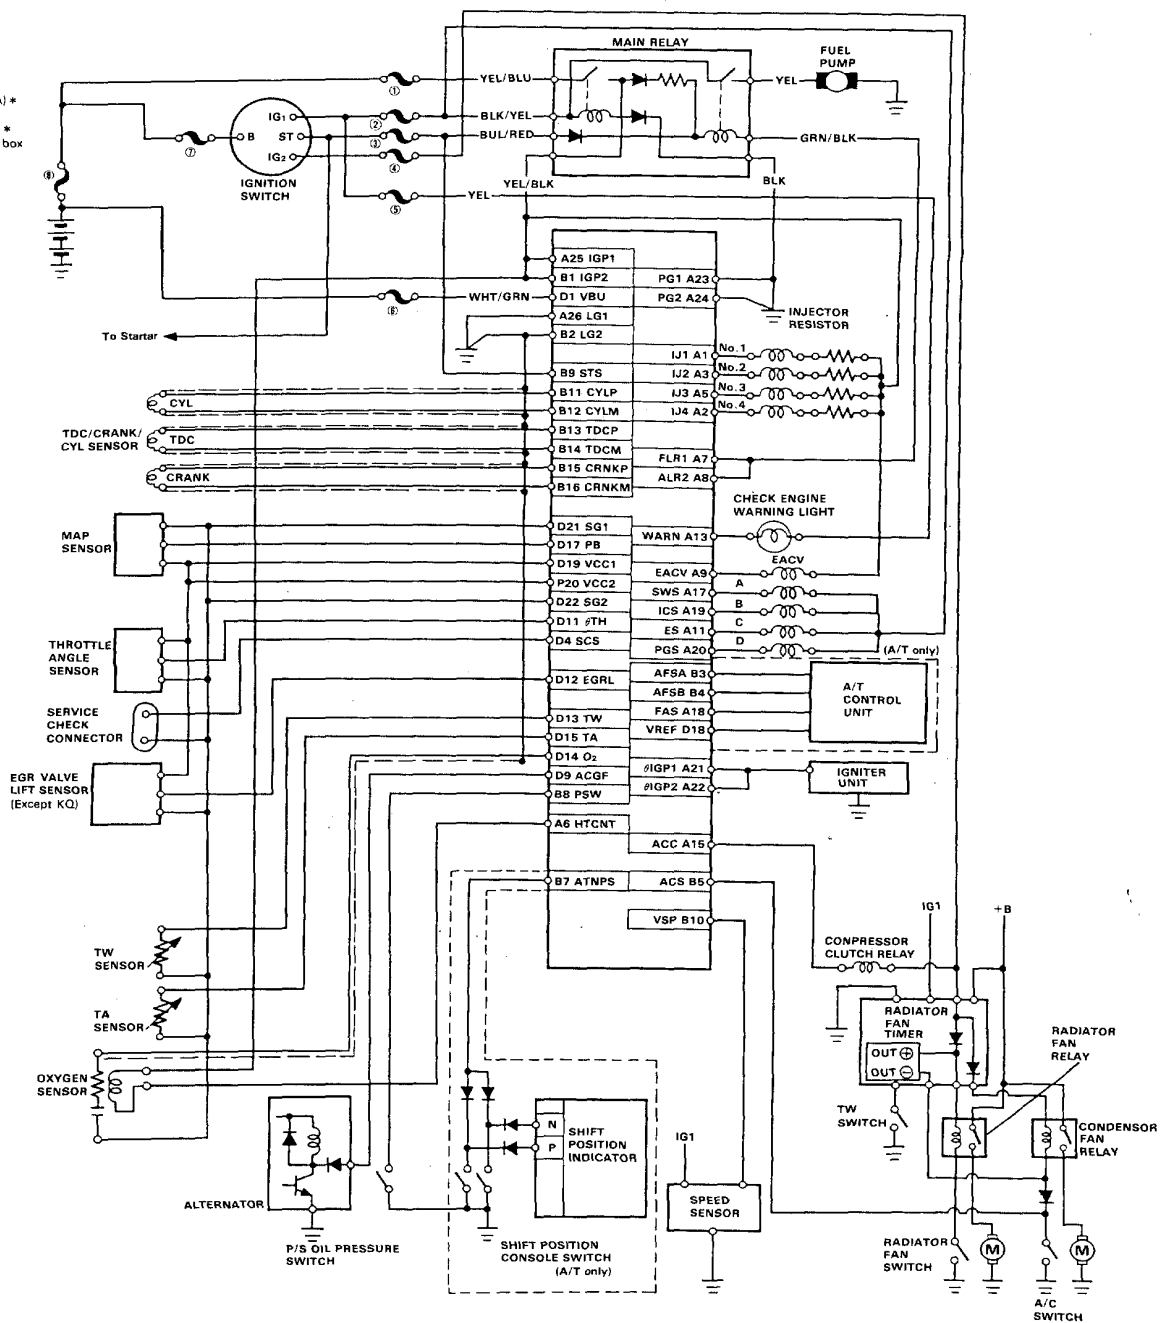 MAIN RELAY
FUEL
PUMP
YEL/BLU
YEL
A) *
①
IG1
BLK/YEL
②
*
box
B
ST
BUL/RED
③
GRN/BLK
⑦
IG2
④
IGNITION
SWITCH
YEL/BLK
BLK
YEL
⑤
A25 IGP1
B1 IGP2
PG1 A23
WHT/GRN
D1 VBU
PG2 A24
A26 LG1
INJECTOR
RESISTOR
To Startar
B2 LG2
No.1
IJ1 A1
No.2
B9 STS
IJ2 A3
No.3
CYL
B11 CYLP
IJ3 A5
No.4
B12 CYLM
IJ4 A2
TDC/CRANK/
CYL SENSOR
TDC
B13 TDCP
B14 TDCM
FLR1 A7
CRANK
B15 CRNKP
ALR2 A8
B16 CRNKM
CHECK ENGINE
WARNING LIGHT
MAP
SENSOR
D21 SG1
WARN A13
D17 PB
EACV
D19 VCC1
EACV A9
A
P20 VCC2
SWS A17
B
D22 SG2
ICS A19
C
D11 θTH
ES A11
D
THROTTLE
ANGLE
SENSOR
D4 SCS
PGS A20
(A/T only)
AFSA B3
D12 EGRL
AFSB B4
A/T
CONTROL
UNIT
SERVICE
CHECK
CONNECTOR
D13 TW
FAS A18
D15 TA
VREF D18
D14 O2
EGR VALVE
LIFT SENSOR
(Except KQ)
D9 ACGF
θIGP1 A21
IGNITER
UNIT
B8 PSW
θIGP2 A22
A6 HTCNT
ACC A15
B7 ATNPS
ACS B5
VSP B10
IG1
+B
TW
SENSOR
CONPRESSOR
CLUTCH RELAY
TA
SENSOR
RADIATOR
FAN
TIMER
RADIATOR
FAN
RELAY
OUT ⊕
OUT ⊖
OXYGEN
SENSOR
TW
SWITCH
N
P
SHIFT
POSITION
INDICATOR
IG1
CONDENSOR
FAN
RELAY
ALTERNATOR
SPEED
SENSOR
P/S OIL PRESSURE
SWITCH
SHIFT POSITION
CONSOLE SWITCH
(A/T only)
RADIATOR
FAN
SWITCH
M
M
A/C
SWITCH